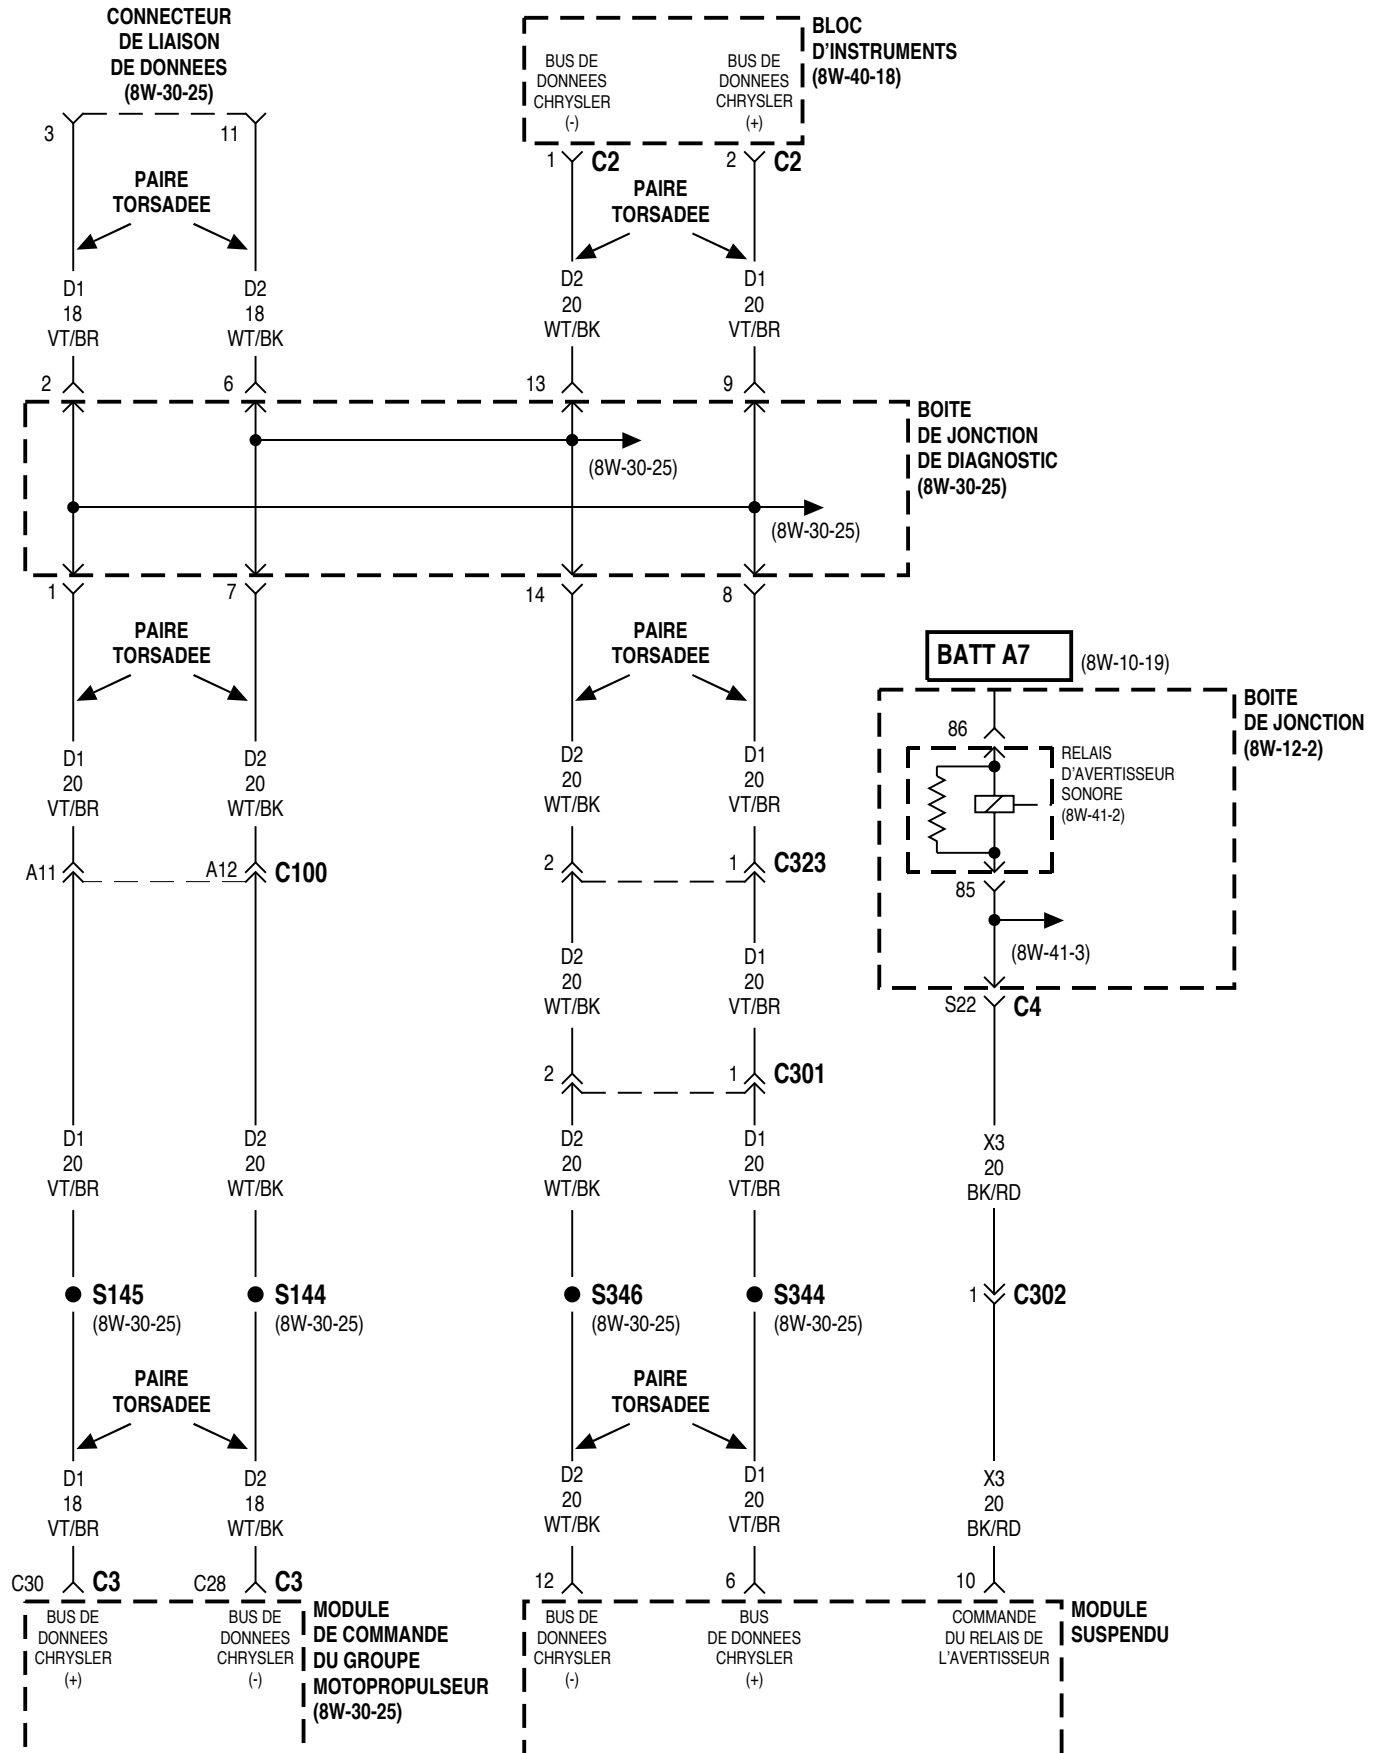 CONNECTEUR
DE LIAISON
DE DONNEES
(8W-30-25)
3
11
PAIRE
TORSADEE
D1
18
VT/BR
D2
18
WT/BK
2
6
BLOC
D'INSTRUMENTS
(8W-40-18)
BUS DE
DONNEES
CHRYSLER
(-)
BUS DE
DONNEES
CHRYSLER
(+)
1
C2
2
C2
PAIRE
TORSADEE
D2
20
WT/BK
D1
20
VT/BR
13
9
BOITE
DE JONCTION
DE DIAGNOSTIC
(8W-30-25)
(8W-30-25)
(8W-30-25)
1
7
14
8
PAIRE
TORSADEE
PAIRE
TORSADEE
D1
20
VT/BR
D2
20
WT/BK
D2
20
WT/BK
D1
20
VT/BR
A11
A12
C100
2
1
C323
D2
20
WT/BK
D1
20
VT/BR
2
1
C301
BATT A7
(8W-10-19)
BOITE
DE JONCTION
(8W-12-2)
86
RELAIS
D'AVERTISSEUR
SONORE
(8W-41-2)
85
(8W-41-3)
S22
C4
D1
20
VT/BR
D2
20
WT/BK
D2
20
WT/BK
D1
20
VT/BR
X3
20
BK/RD
S145
(8W-30-25)
S144
(8W-30-25)
S346
(8W-30-25)
S344
(8W-30-25)
1
C302
PAIRE
TORSADEE
PAIRE
TORSADEE
D1
18
VT/BR
D2
18
WT/BK
D2
20
WT/BK
D1
20
VT/BR
X3
20
BK/RD
C30
C3
C28
C3
12
6
10
BUS DE
DONNEES
CHRYSLER
(+)
BUS DE
DONNEES
CHRYSLER
(-)
MODULE
DE COMMANDE
DU GROUPE
MOTOPROPULSEUR
(8W-30-25)
BUS DE
DONNEES
CHRYSLER
(-)
BUS
DE DONNEES
CHRYSLER
(+)
COMMANDE
DU RELAIS DE
L'AVERTISSEUR
MODULE
SUSPENDU